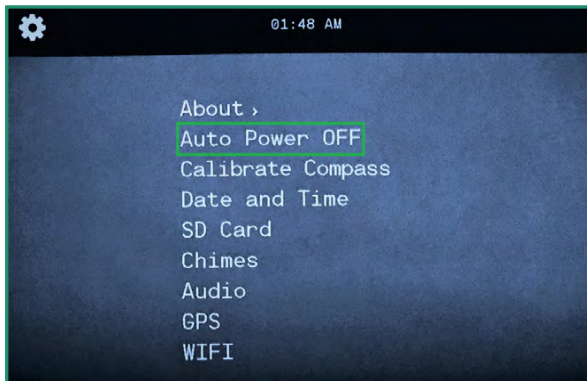 01:48 AM
About ›
Auto Power OFF
Calibrate Compass
Date and Time
SD Card
Chimes
Audio
GPS
WIFI